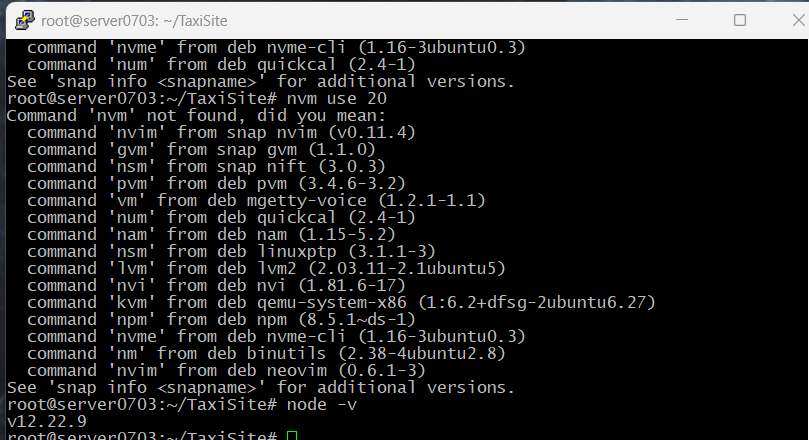 root@server0703: ~/TaxiSite
  command 'nvme' from deb nvme-cli (1.16-3ubuntu0.3)
  command 'num' from deb quickcal (2.4-1)
See 'snap info <snapname>' for additional versions.
root@server0703:~/TaxiSite# nvm use 20
Command 'nvm' not found, did you mean:
  command 'nvim' from snap nvim (v0.11.4)
  command 'gvm' from snap gvm (1.1.0)
  command 'nsm' from snap nift (3.0.3)
  command 'pvm' from deb pvm (3.4.6-3.2)
  command 'vm' from deb mgetty-voice (1.2.1-1.1)
  command 'num' from deb quickcal (2.4-1)
  command 'nam' from deb nam (1.15-5.2)
  command 'nsm' from deb linuxptp (3.1.1-3)
  command 'lvm' from deb lvm2 (2.03.11-2.1ubuntu5)
  command 'nvi' from deb nvi (1.81.6-17)
  command 'kvm' from deb qemu-system-x86 (1:6.2+dfsg-2ubuntu6.27)
  command 'npm' from deb npm (8.5.1~ds-1)
  command 'nvme' from deb nvme-cli (1.16-3ubuntu0.3)
  command 'nm' from deb binutils (2.38-4ubuntu2.8)
  command 'nvim' from deb neovim (0.6.1-3)
See 'snap info <snapname>' for additional versions.
root@server0703:~/TaxiSite# node -v
v12.22.9
root@server0703:~/TaxiSite#